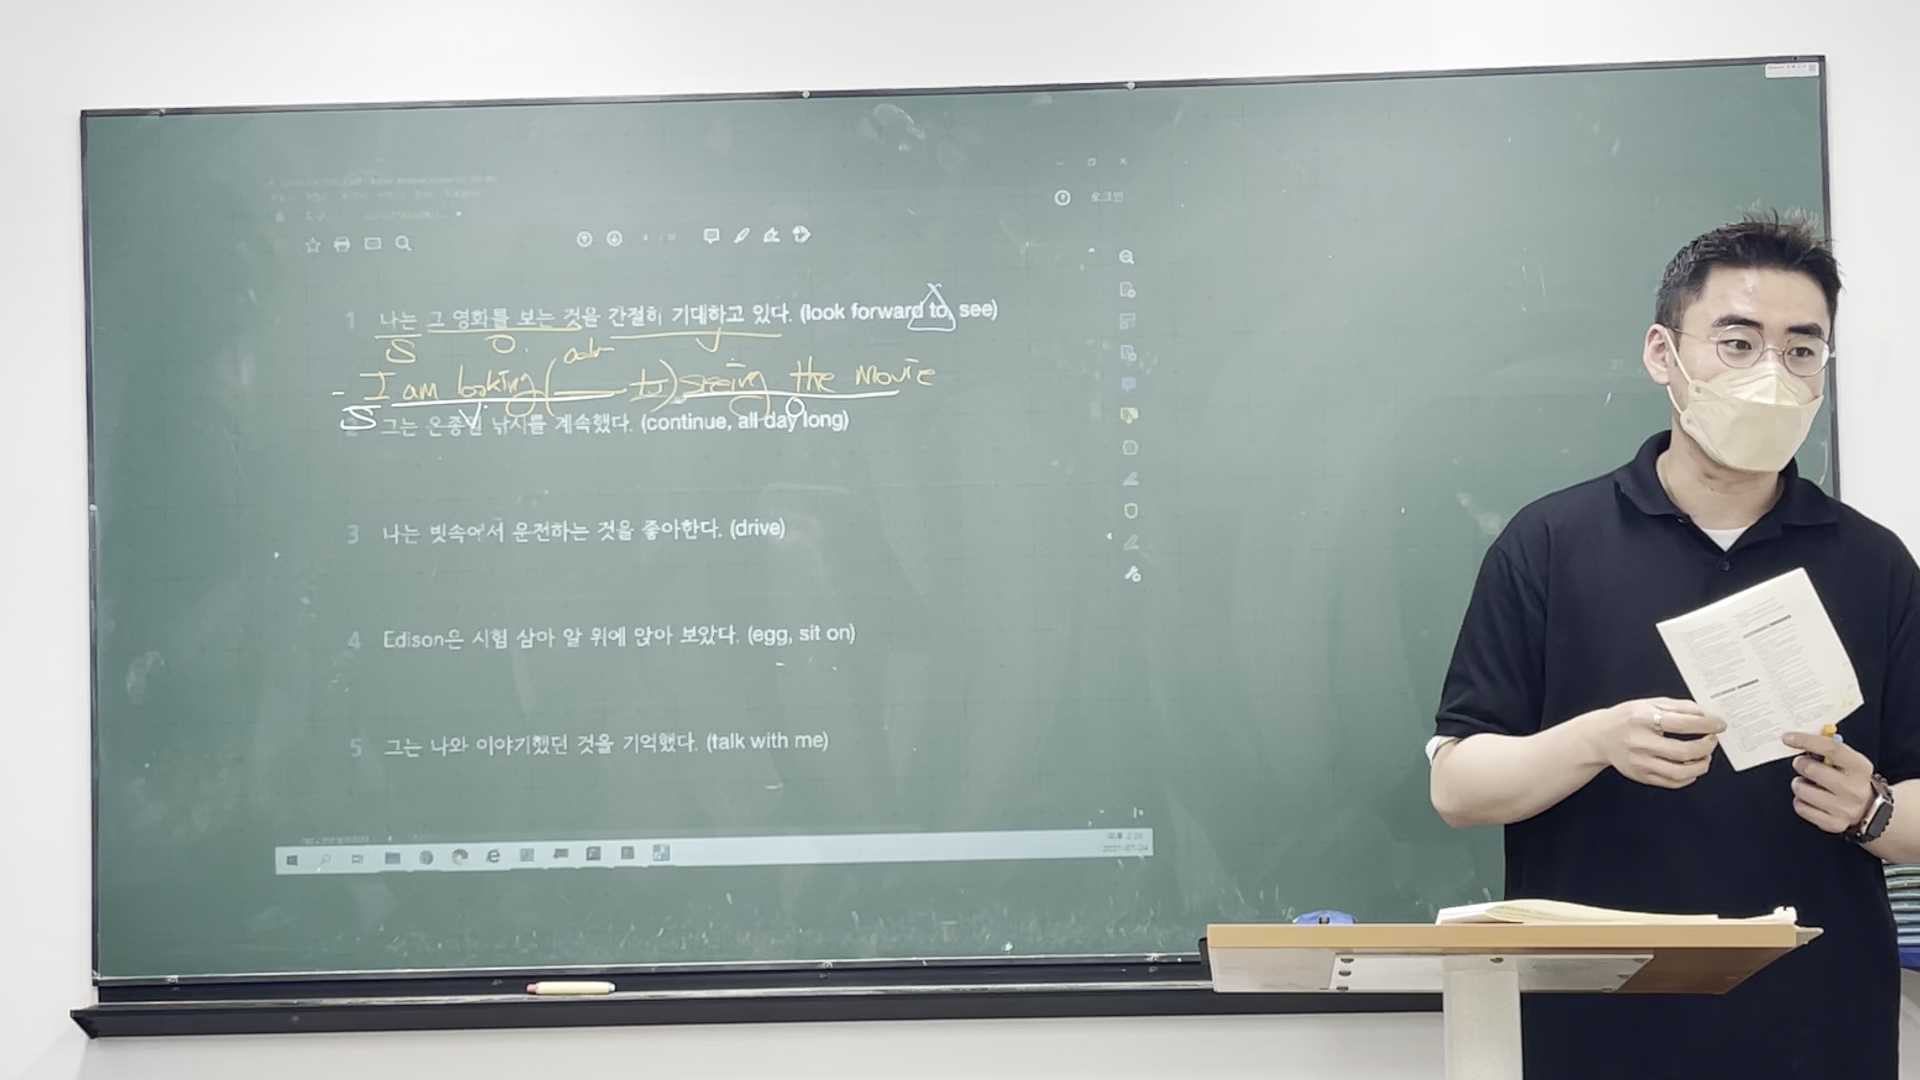 로그인
1 나는 그 영화를 보는 것을 간절히 기대하고 있다. (look forward to, see)
S O V
adv
- I am looking ( to) seeing the movie
S V O
2 그는 온종일 낚시를 계속했다. (continue, all day long)
3 나는 빗속에서 운전하는 것을 좋아한다. (drive)
4 Edison은 시험 삼아 알 위에 앉아 보았다. (egg, sit on)
5 그는 나와 이야기했던 것을 기억했다. (talk with me)